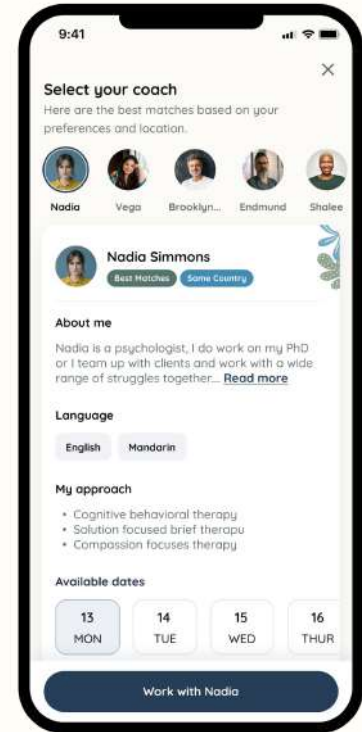 9:41
Select your coach
Here are the best matches based on your
preferences and location.
Nadia Vega Brooklyn... Endmund Shalee
Nadia Simmons
Best Matches Same Country
About me
Nadia is a psychologist, I do work on my PhD
or I team up with clients and work with a wide
range of struggles together... Read more
Language
English Mandarin
My approach
• Cognitive behavioral therapy
• Solution focused brief therapu
• Compassion focuses therapy
Available dates
13 14 15 16
MON TUE WED THUR
Work with Nadia